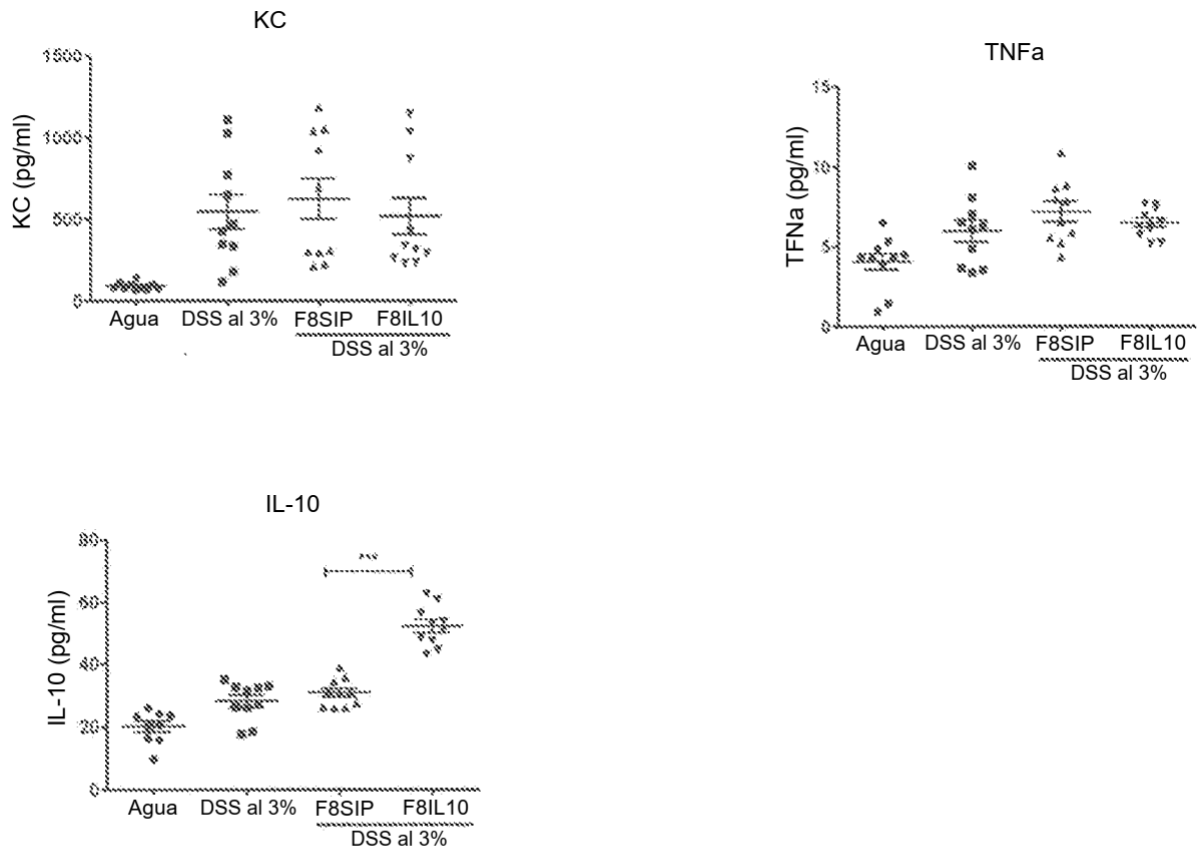 KC
1500
1000
500
0
KC (pg/ml)
Agua DSS al 3% F8SIP F8IL10
DSS al 3%
TNFa
15
10
5
0
TFNa (pg/ml)
Agua DSS al 3% F8SIP F8IL10
DSS al 3%
IL-10
80
60
40
20
0
IL-10 (pg/ml)
Agua DSS al 3% F8SIP F8IL10
DSS al 3%